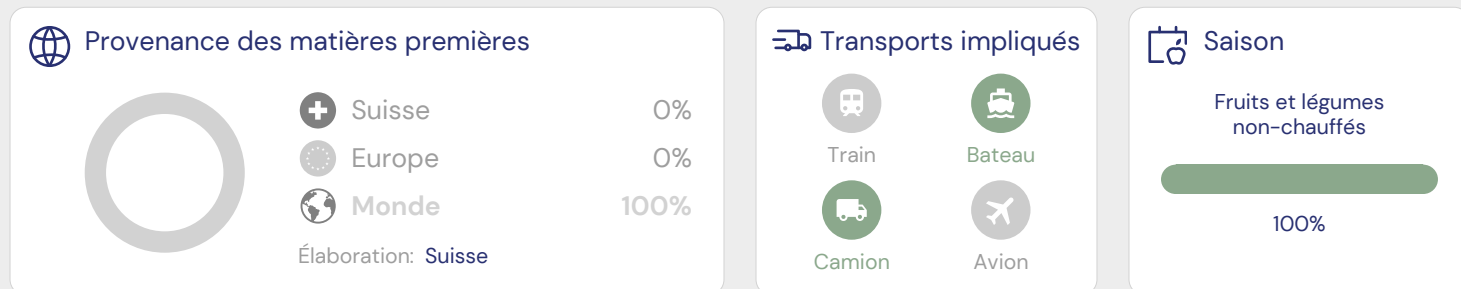 Provenance des matières premières
Suisse 0%
Europe 0%
Monde 100%
Élaboration: Suisse
Transports impliqués
Train Bateau
Camion Avion
Saison
Fruits et légumes
non-chauffés
100%